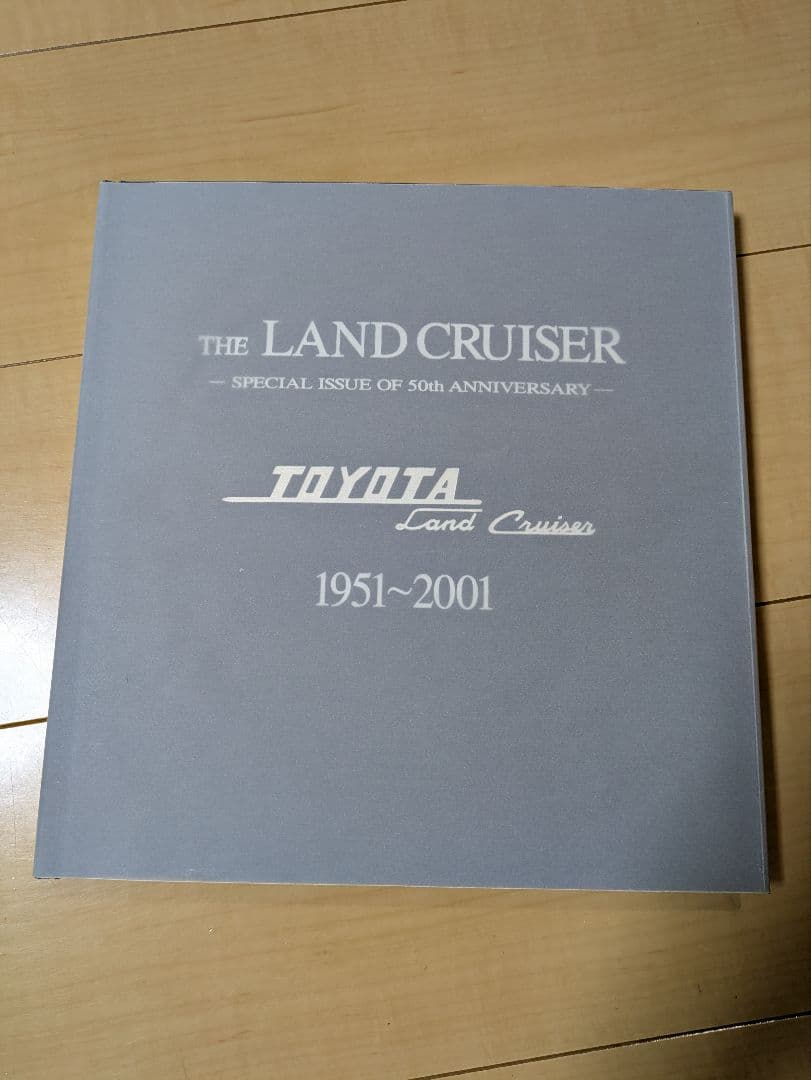 THE LAND CRUISER
— SPECIAL ISSUE OF 50th ANNIVERSARY —
TOYOTA
Land Cruiser
1951~2001